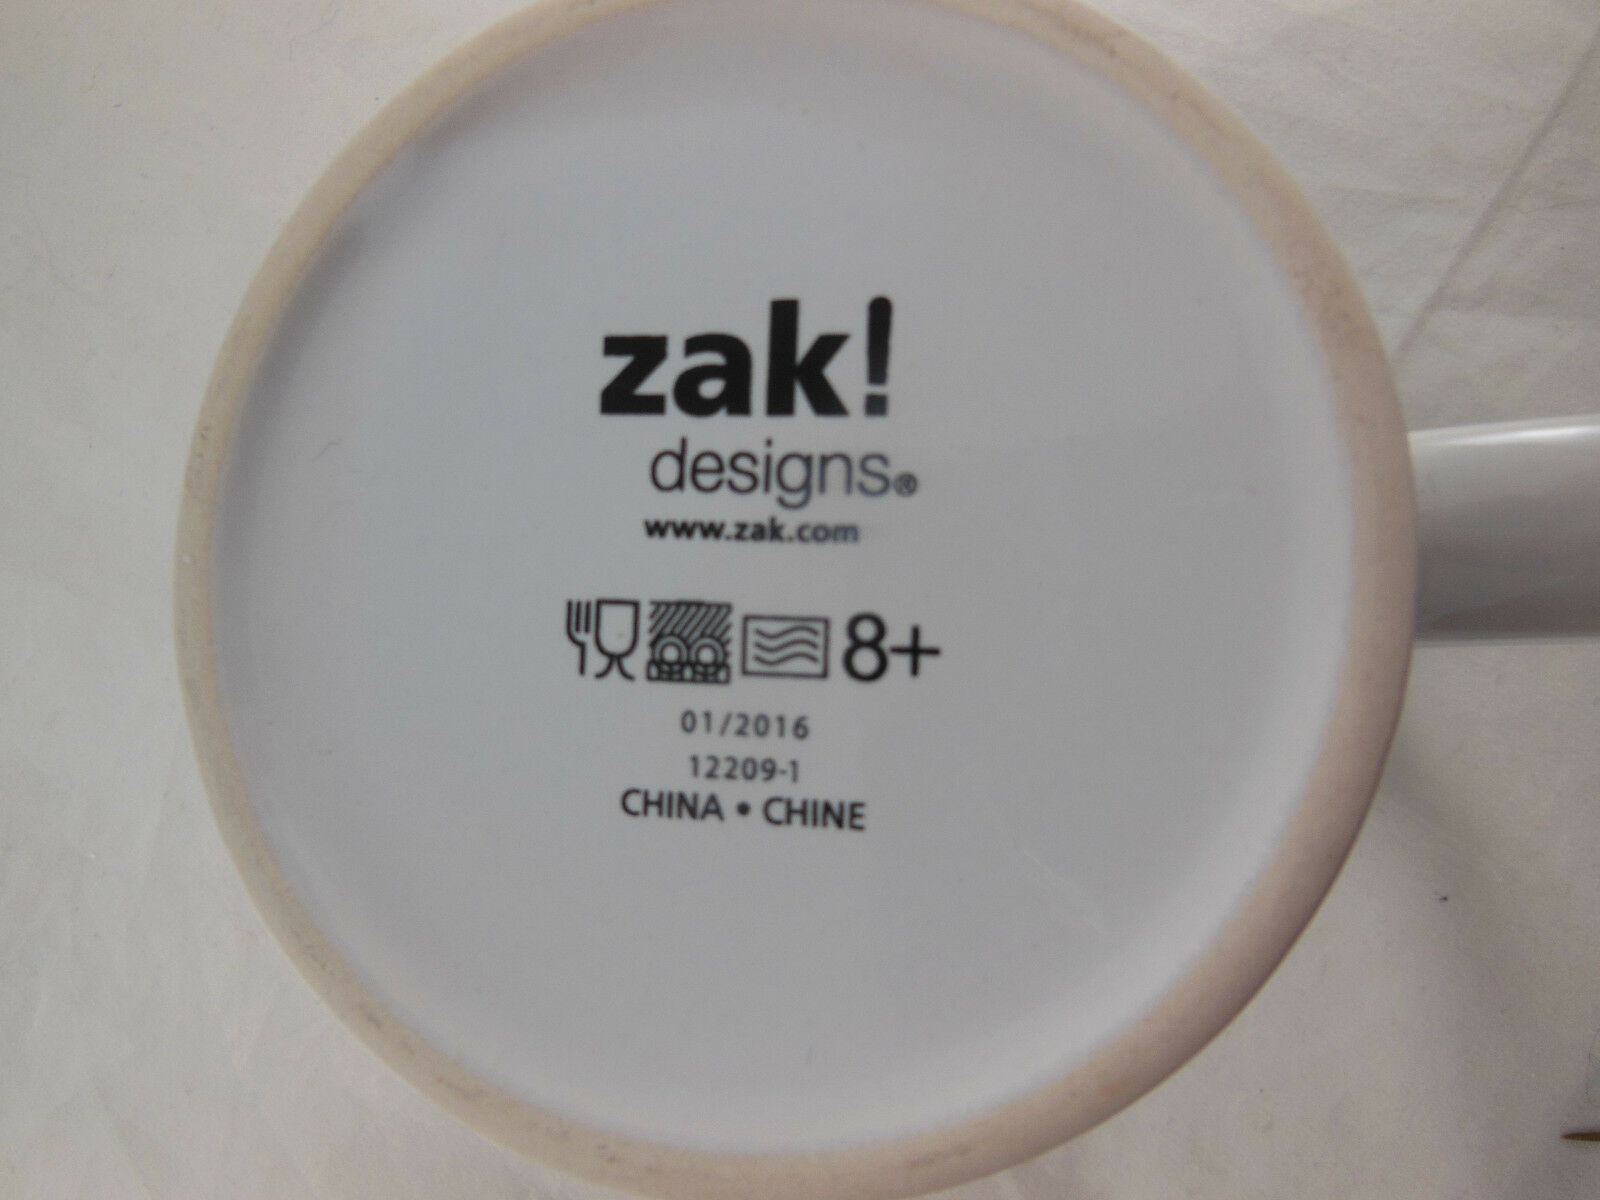 zak!
designs®
www.zak.com
8+
01/2016
12209-1
CHINA • CHINE